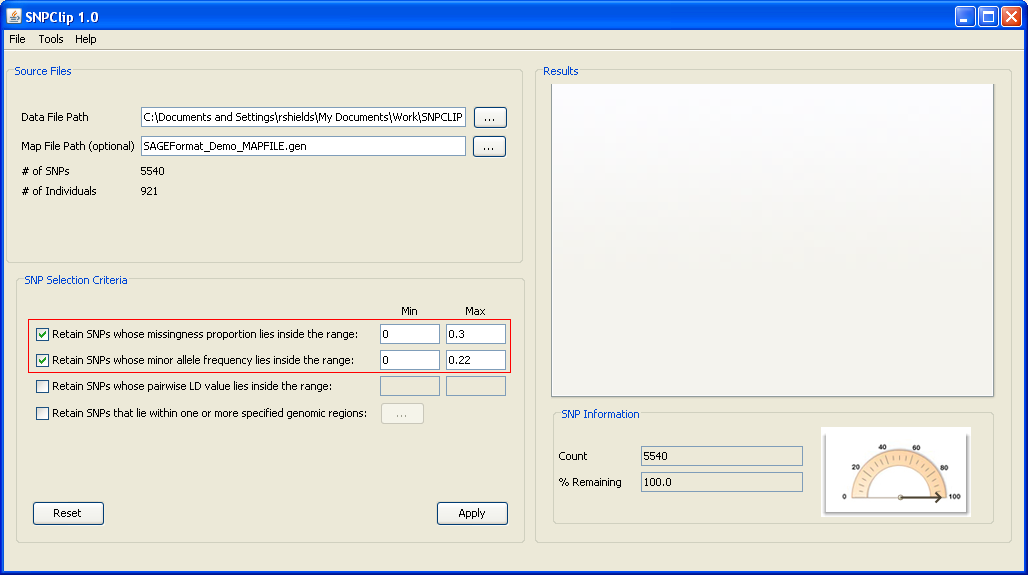 SNPClip 1.0
File Tools Help
Source Files
Data File Path C:\Documents and Settings\rshields\My Documents\Work\SNPCLIP ...
Map File Path (optional) SAGEFormat_Demo_MAPFILE.gen ...
# of SNPs 5540
# of Individuals 921
SNP Selection Criteria
Min Max
Retain SNPs whose missingness proportion lies inside the range: 0 0.3
Retain SNPs whose minor allele frequency lies inside the range: 0 0.22
Retain SNPs whose pairwise LD value lies inside the range:
Retain SNPs that lie within one or more specified genomic regions: ...
Reset Apply
Results
SNP Information
Count 5540
% Remaining 100.0
0 20 40 60 80 100